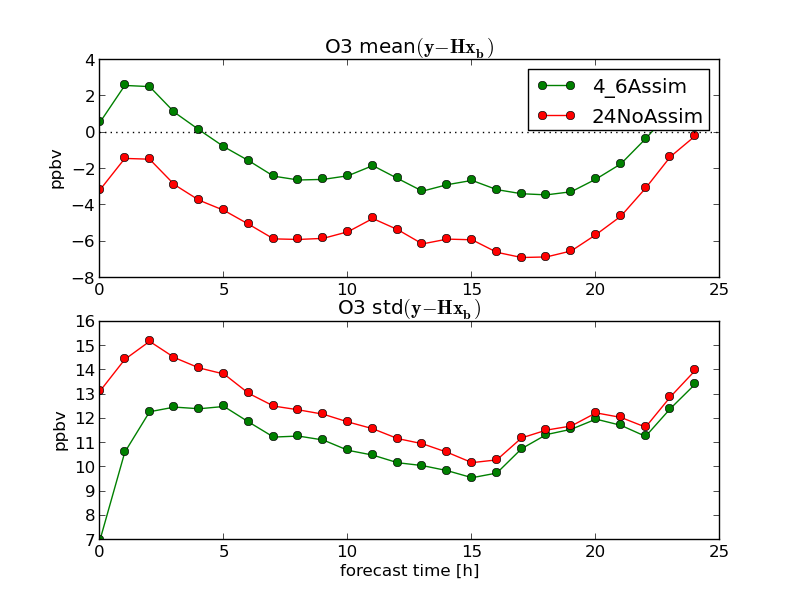 O3 mean(y−Hx_b)
4
2
0
−2
−4
−6
−8
ppbv
4_6Assim
24NoAssim
0 5 10 15 20 25
O3 std(y−Hx_b)
16
15
14
13
12
11
10
9
8
7
ppbv
0 5 10 15 20 25
forecast time [h]